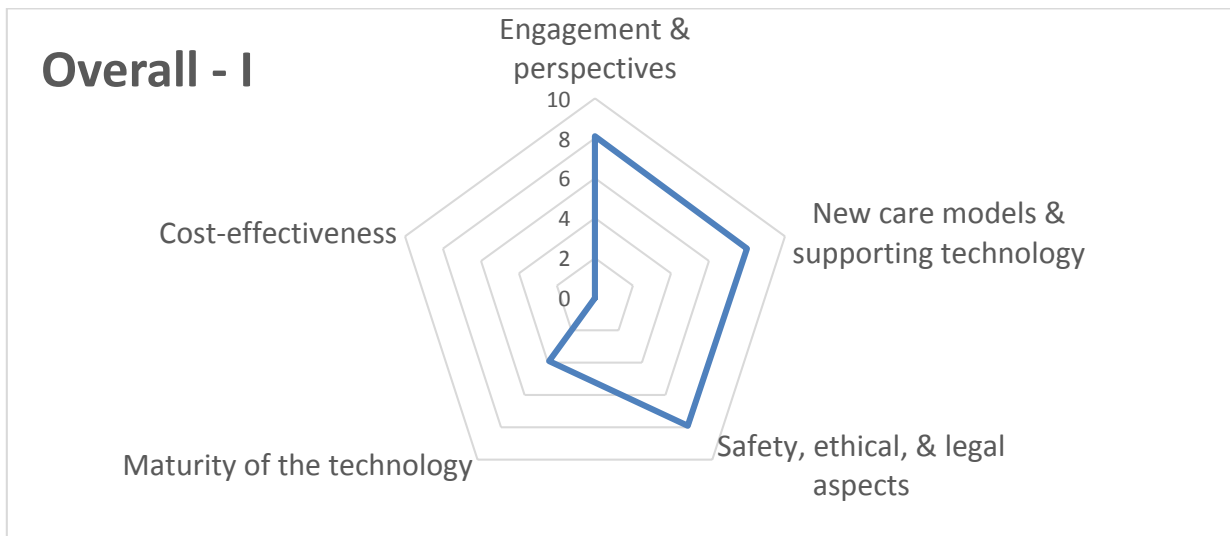 Overall - I
Engagement &
perspectives
10
8
6
4
2
0
New care models &
supporting technology
Safety, ethical, & legal
aspects
Maturity of the technology
Cost-effectiveness